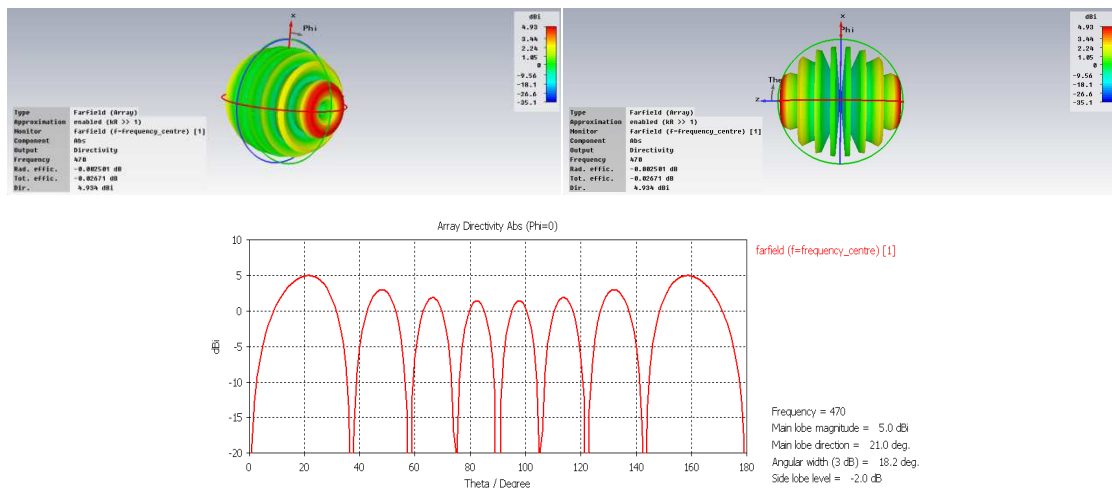 x
Phi
dBi
4.93
3.44
2.24
1.05
0
-9.56
-18.1
-26.6
-35.1
Type Farfield (Array)
Approximation enabled (kR >> 1)
Monitor farfield (f=frequency_centre) [1]
Component Abs
Output Directivity
Frequency 470
Rad. effic. -0.002501 dB
Tot. effic. -0.02671 dB
Dir. 4.934 dBi
x
Phi
The
z
dBi
4.93
3.44
2.24
1.05
0
-9.56
-18.1
-26.6
-35.1
Type Farfield (Array)
Approximation enabled (kR >> 1)
Monitor farfield (f=frequency_centre) [1]
Component Abs
Output Directivity
Frequency 470
Rad. effic. -0.002501 dB
Tot. effic. -0.02671 dB
Dir. 4.934 dBi
Array Directivity Abs (Phi=0)
farfield (f=frequency_centre) [1]
10
5
0
-5
-10
-15
-20
dBi
0 20 40 60 80 100 120 140 160 180
Theta / Degree
Frequency = 470
Main lobe magnitude = 5.0 dBi
Main lobe direction = 21.0 deg.
Angular width (3 dB) = 18.2 deg.
Side lobe level = -2.0 dB